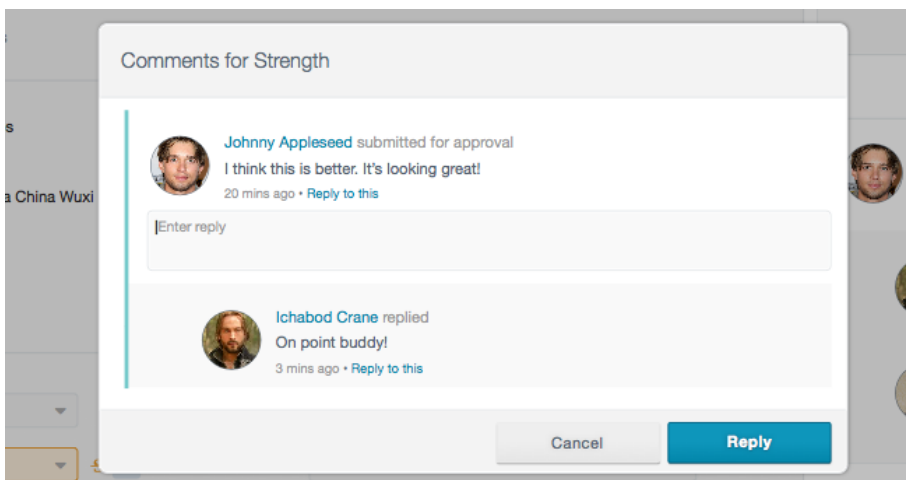 Comments for Strength
s
a China Wuxi
Johnny Appleseed submitted for approval
I think this is better. It's looking great!
20 mins ago • Reply to this
Enter reply
Ichabod Crane replied
On point buddy!
3 mins ago • Reply to this
Cancel
Reply